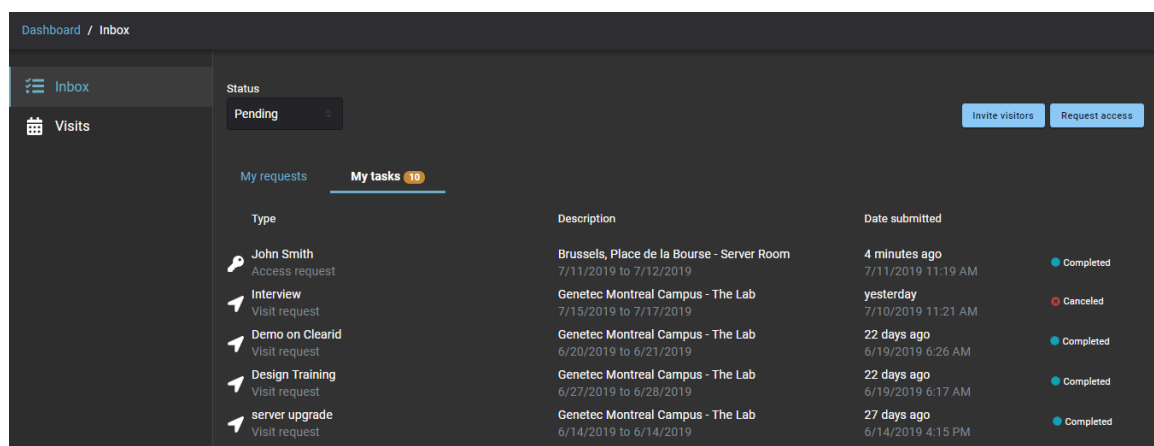 Dashboard / Inbox
Inbox
Visits
Status
Pending
Invite visitors
Request access
My requests
My tasks 10
Type Description Date submitted
John Smith Brussels, Place de la Bourse - Server Room 4 minutes ago
Access request 7/11/2019 to 7/12/2019 7/11/2019 11:19 AM
Completed
Interview Genetec Montreal Campus - The Lab yesterday
Visit request 7/15/2019 to 7/17/2019 7/10/2019 11:21 AM
Canceled
Demo on Clearid Genetec Montreal Campus - The Lab 22 days ago
Visit request 6/20/2019 to 6/21/2019 6/19/2019 6:26 AM
Completed
Design Training Genetec Montreal Campus - The Lab 22 days ago
Visit request 6/27/2019 to 6/28/2019 6/19/2019 6:17 AM
Completed
server upgrade Genetec Montreal Campus - The Lab 27 days ago
Visit request 6/14/2019 to 6/14/2019 6/14/2019 4:15 PM
Completed